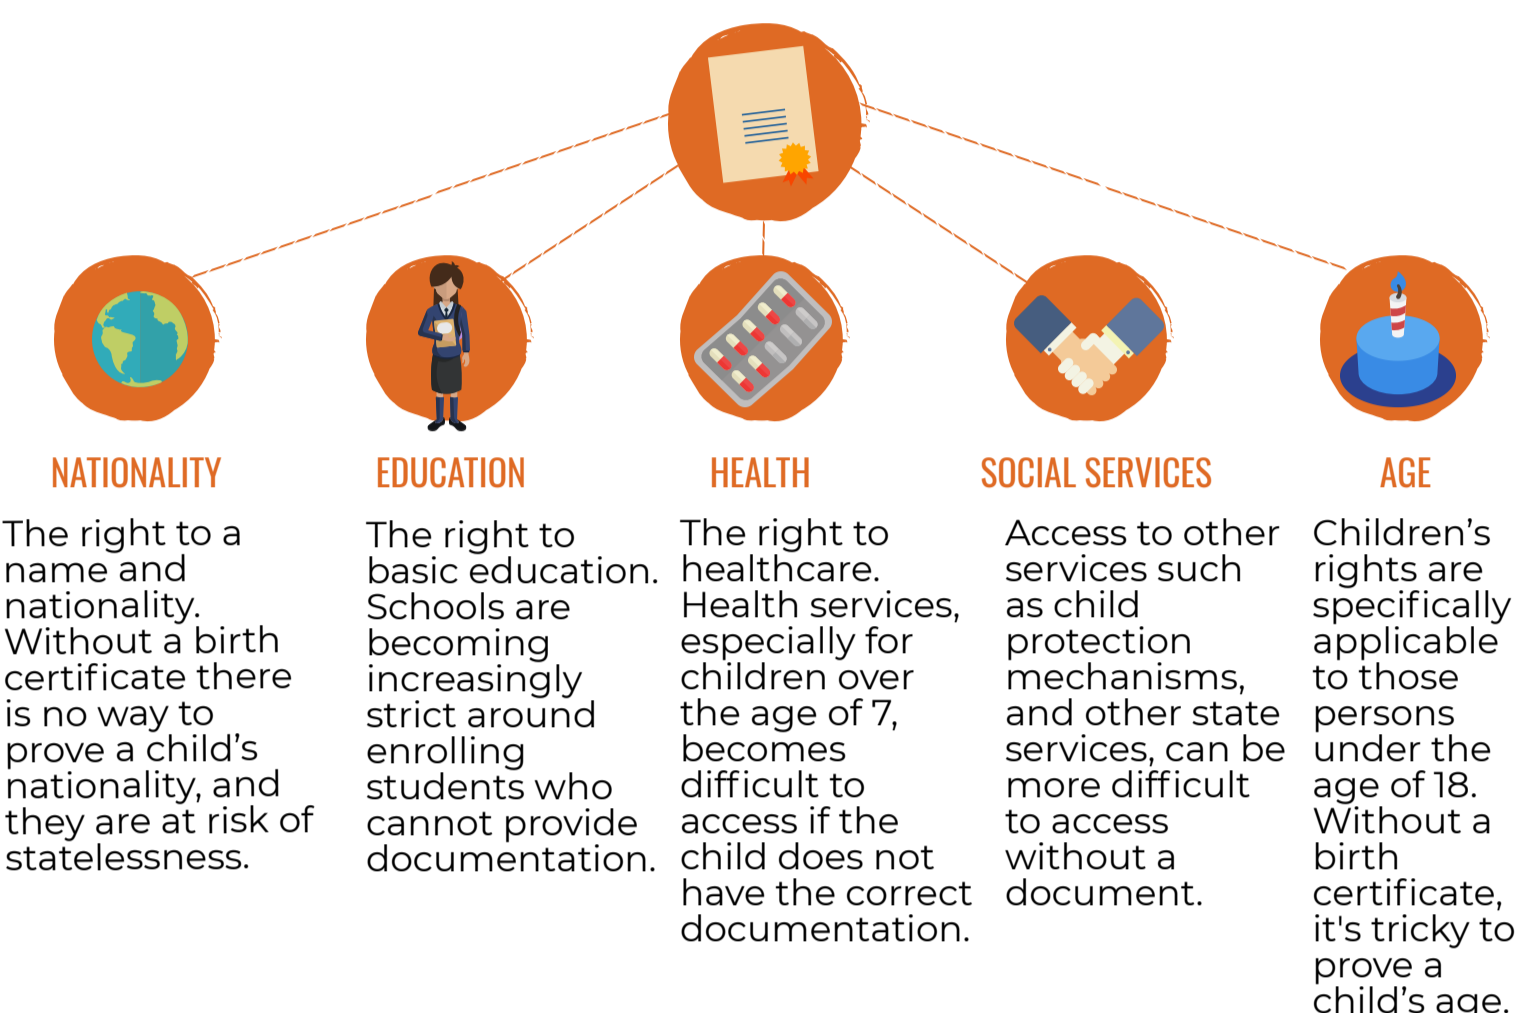 NATIONALITY
The right to a
name and
nationality.
Without a birth
certificate there
is no way to
prove a child’s
nationality, and
they are at risk of
statelessness.
EDUCATION
The right to
basic education.
Schools are
becoming
increasingly
strict around
enrolling
students who
cannot provide
documentation.
HEALTH
The right to
healthcare.
Health services,
especially for
children over
the age of 7,
becomes
difficult to
access if the
child does not
have the correct
documentation.
SOCIAL SERVICES
Access to other
services such
as child
protection
mechanisms,
and other state
services, can be
more difficult
to access
without a
document.
AGE
Children’s
rights are
specifically
applicable
to those
persons
under the
age of 18.
Without a
birth
certificate,
it's tricky to
prove a
child’s age.